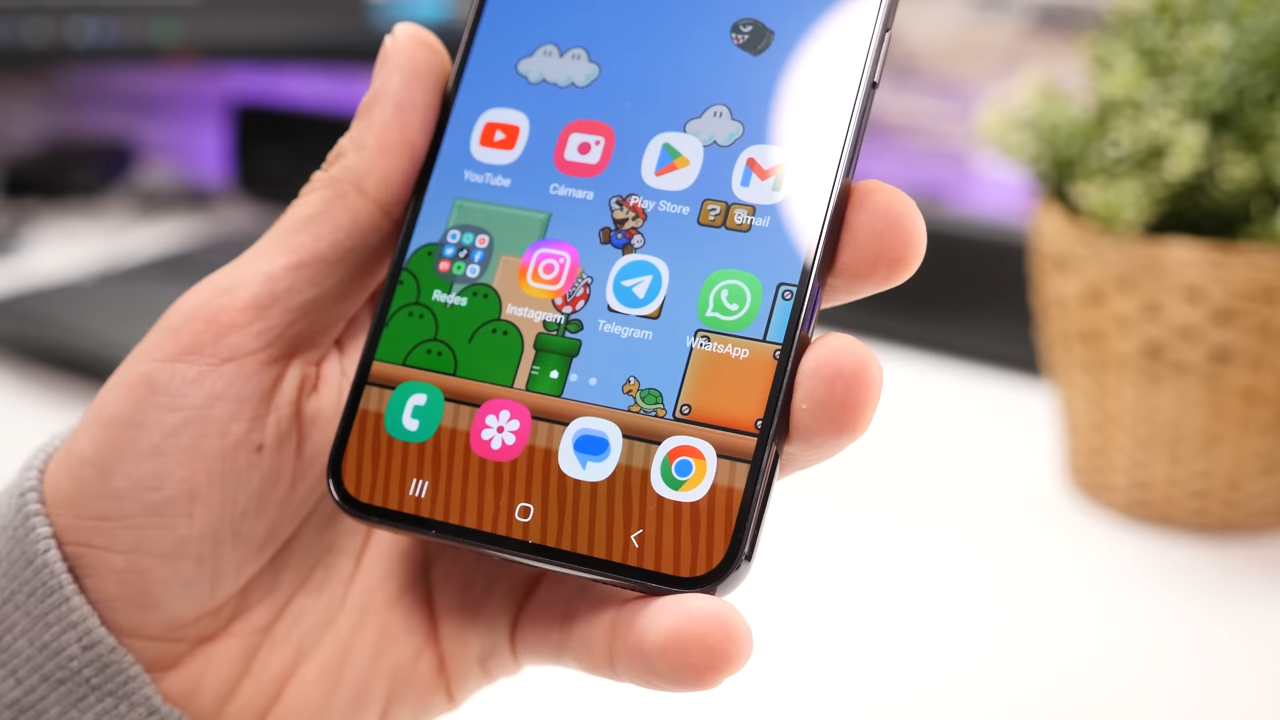 YouTube
Cámara
Play Store
Gmail
Redes
Instagram
Telegram
WhatsApp